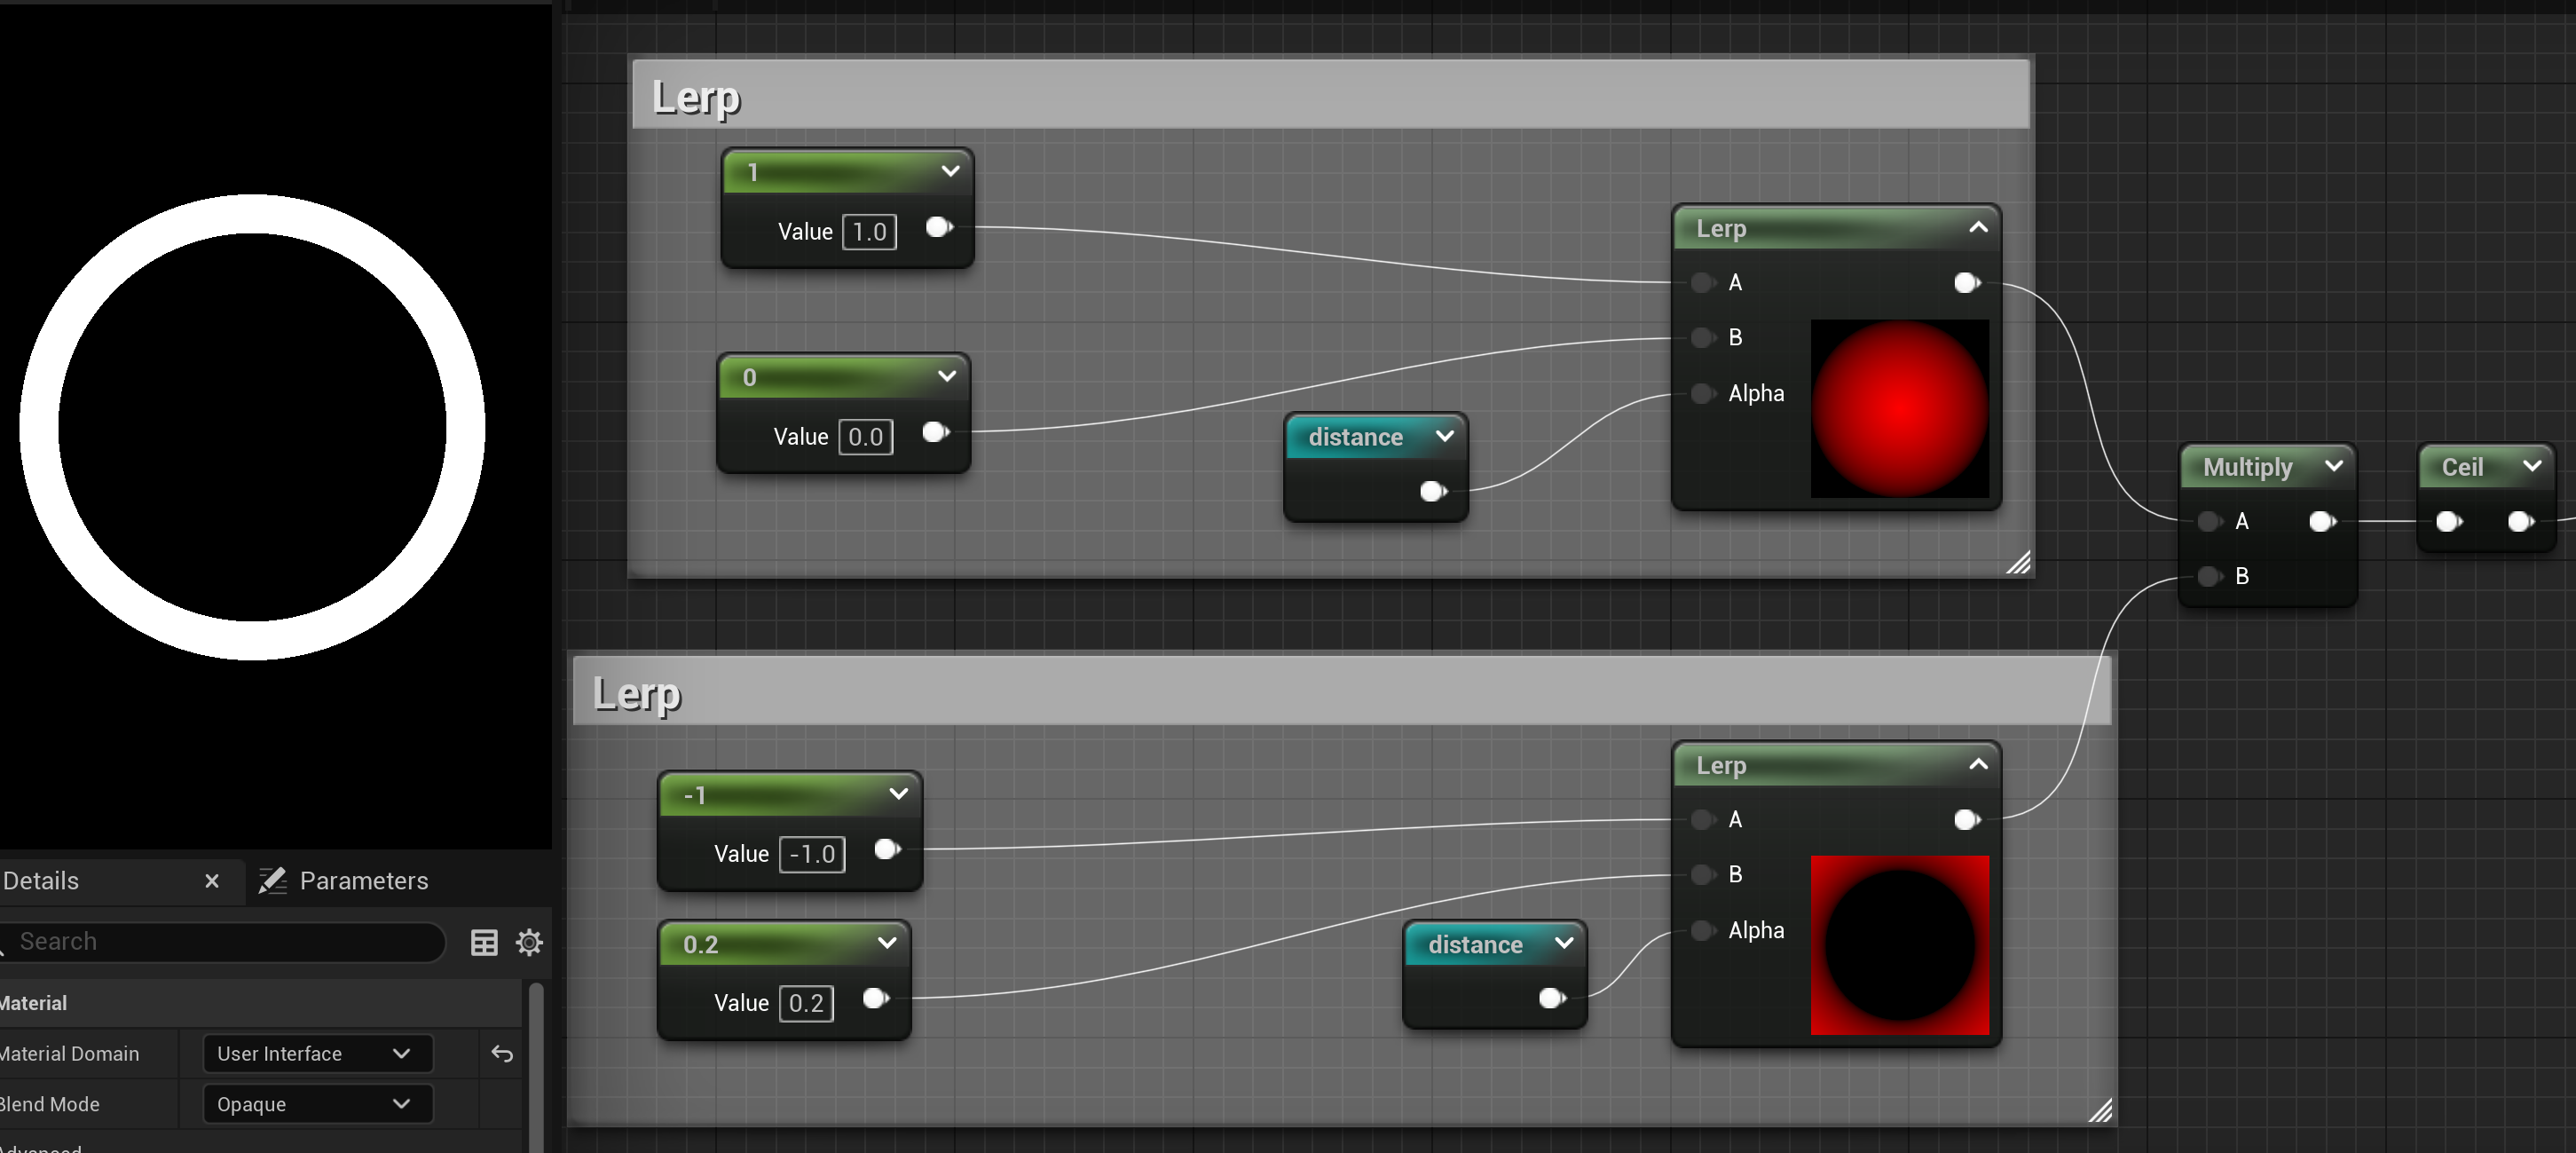 Lerp
1
Value 1.0
0
Value 0.0
distance
Lerp
A
B
Alpha
Multiply
A
B
Ceil
Lerp
-1
Value -1.0
0.2
Value 0.2
distance
Lerp
A
B
Alpha
Details
Parameters
Search
Material
Material Domain
User Interface
Blend Mode
Opaque
Advanced